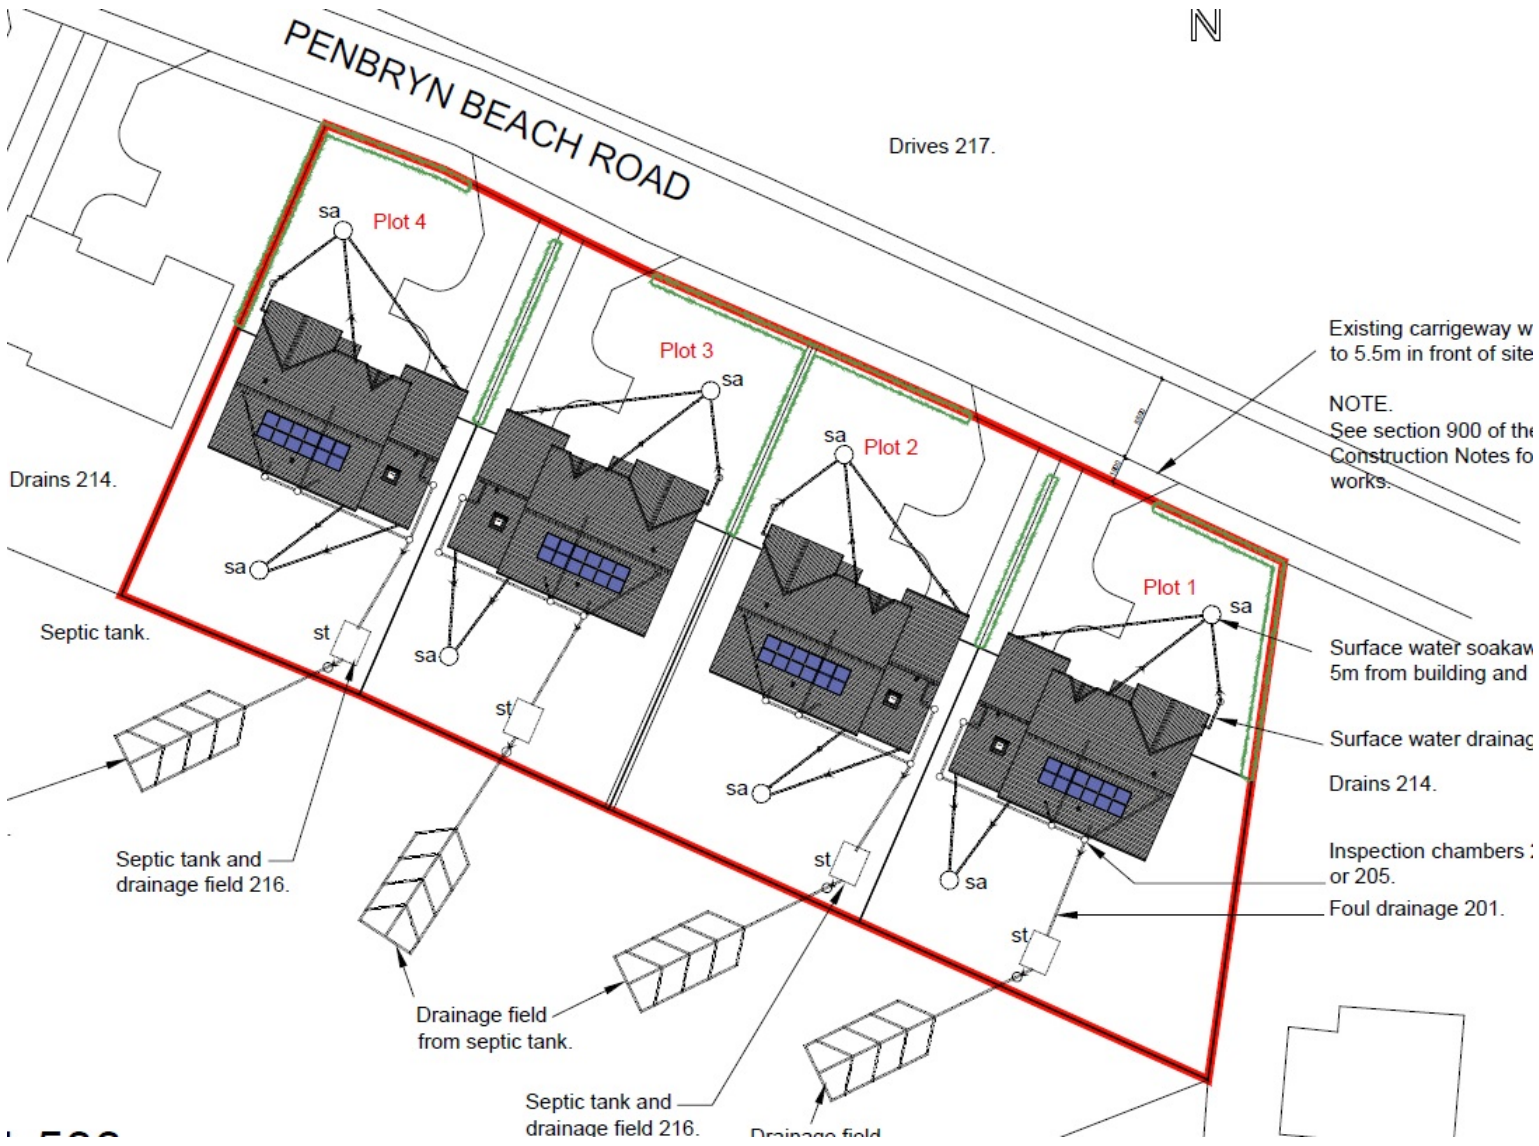 N
PENBRYN BEACH ROAD
Drives 217.
sa
Plot 4
Existing carrigeway w
to 5.5m in front of site
Plot 3
sa
NOTE.
See section 900 of the
Construction Notes fo
works.
sa
Plot 2
Drains 214.
sa
Plot 1
sa
Septic tank.
st
sa
Surface water soakaw
5m from building and
st
Surface water drainag
Drains 214.
sa
Septic tank and
drainage field 216.
st
sa
Inspection chambers 2
or 205.
Foul drainage 201.
st
Drainage field
from septic tank.
Septic tank and
drainage field 216.
Drainage field